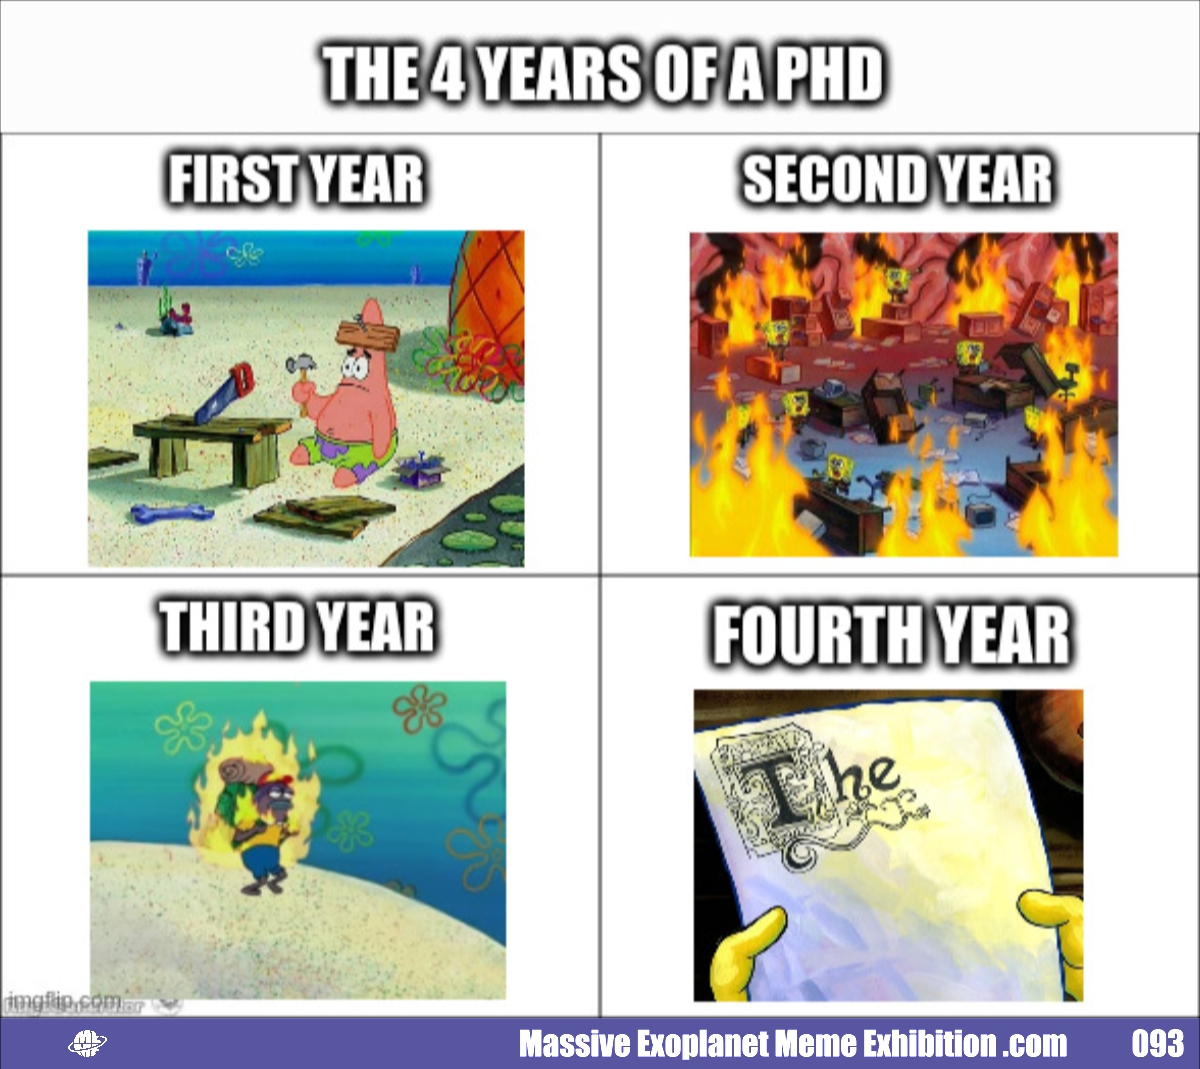 THE 4 YEARS OF A PHD
FIRST YEAR
SECOND YEAR
THIRD YEAR
FOURTH YEAR
The
imgflip.com
Massive Exoplanet Meme Exhibition .com
093